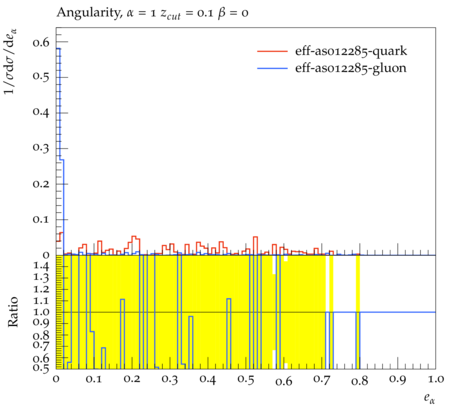 Angularity, α = 1 z_cut = 0.1 β = 0
1/σdσ/de_α
0.6
0.5
0.4
0.3
0.2
0.1
0
eff-as012285-quark
eff-as012285-gluon
Ratio
1.4
1.3
1.2
1.1
1.0
0.9
0.8
0.7
0.6
0.5
0 0.1 0.2 0.3 0.4 0.5 0.6 0.7 0.8 0.9 1.0
e_α